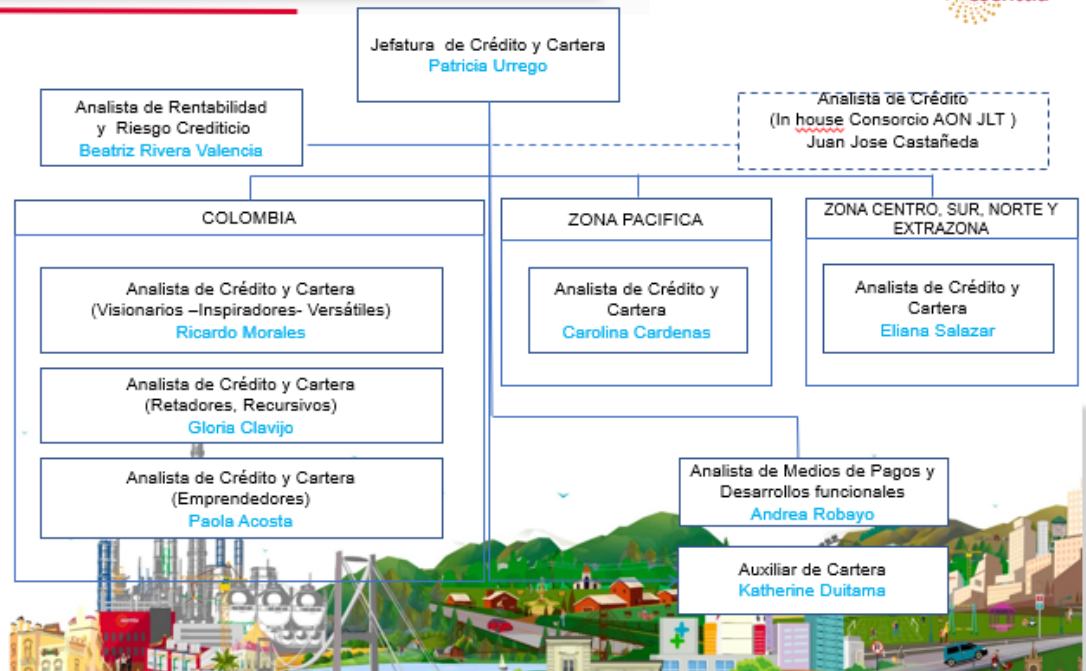 Jefatura de Crédito y Cartera
Patricia Urrego
Analista de Rentabilidad
y Riesgo Crediticio
Beatriz Rivera Valencia
Analista de Crédito
(In house Consorcio AON JLT )
Juan Jose Castañeda
COLOMBIA
Analista de Crédito y Cartera
(Visionarios –Inspiradores- Versátiles)
Ricardo Morales
Analista de Crédito y Cartera
(Retadores, Recursivos)
Gloria Clavijo
Analista de Crédito y Cartera
(Emprendedores)
Paola Acosta
ZONA PACIFICA
Analista de Crédito y
Cartera
Carolina Cardenas
ZONA CENTRO, SUR, NORTE Y
EXTRAZONA
Analista de Crédito y
Cartera
Eliana Salazar
Analista de Medios de Pagos y
Desarrollos funcionales
Andrea Robayo
Auxiliar de Cartera
Katherine Duitama